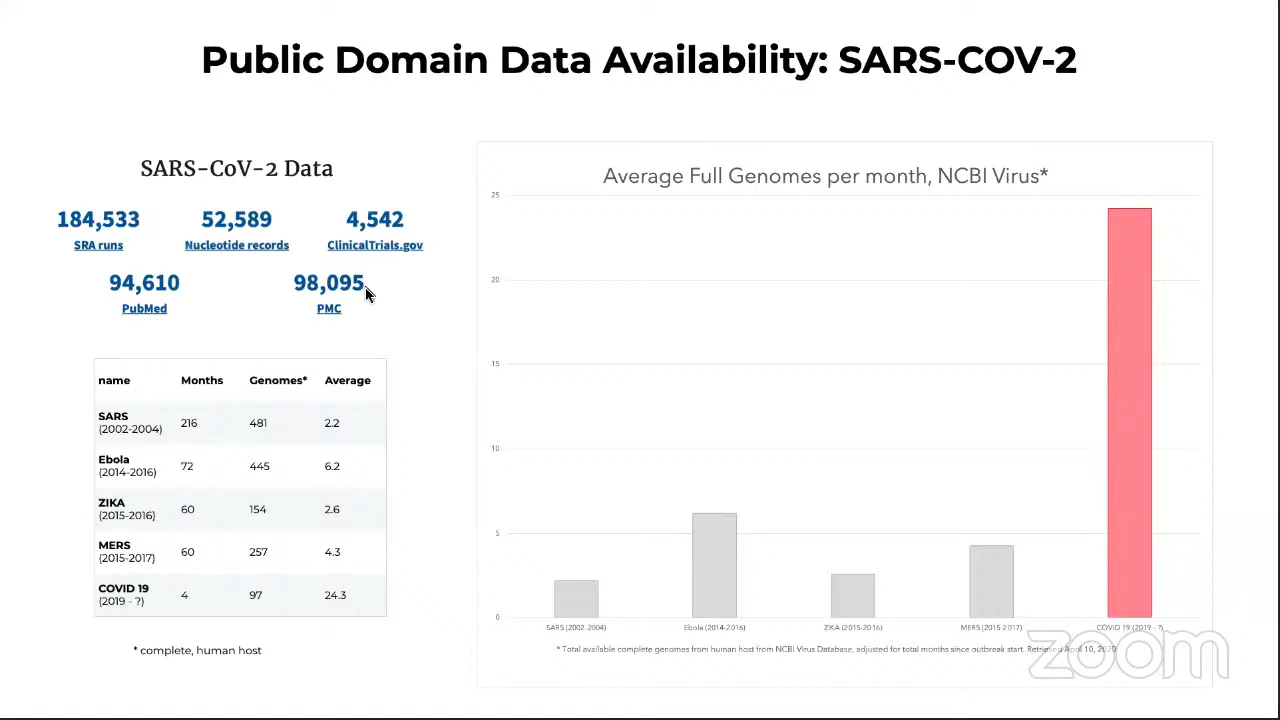 Public Domain Data Availability: SARS-COV-2
SARS-CoV-2 Data
184,533 52,589 4,542
SRA runs Nucleotide records ClinicalTrials.gov
94,610 98,095
PubMed PMC
name Months Genomes* Average
SARS
(2002-2004) 216 481 2.2
Ebola
(2014-2016) 72 445 6.2
ZIKA
(2015-2016) 60 154 2.6
MERS
(2015-2017) 60 257 4.3
COVID 19
(2019 - ?) 4 97 24.3
* complete, human host
Average Full Genomes per month, NCBI Virus*
25
20
15
10
5
0
SARS (2002-2004) Ebola (2014-2016) ZIKA (2015-2016) MERS (2015-2017) COVID 19 (2019 - ?)
* Total available complete genomes from human host from NCBI Virus Database, adjusted for total months since outbreak start. Retrieved April 10, 2020
zoom